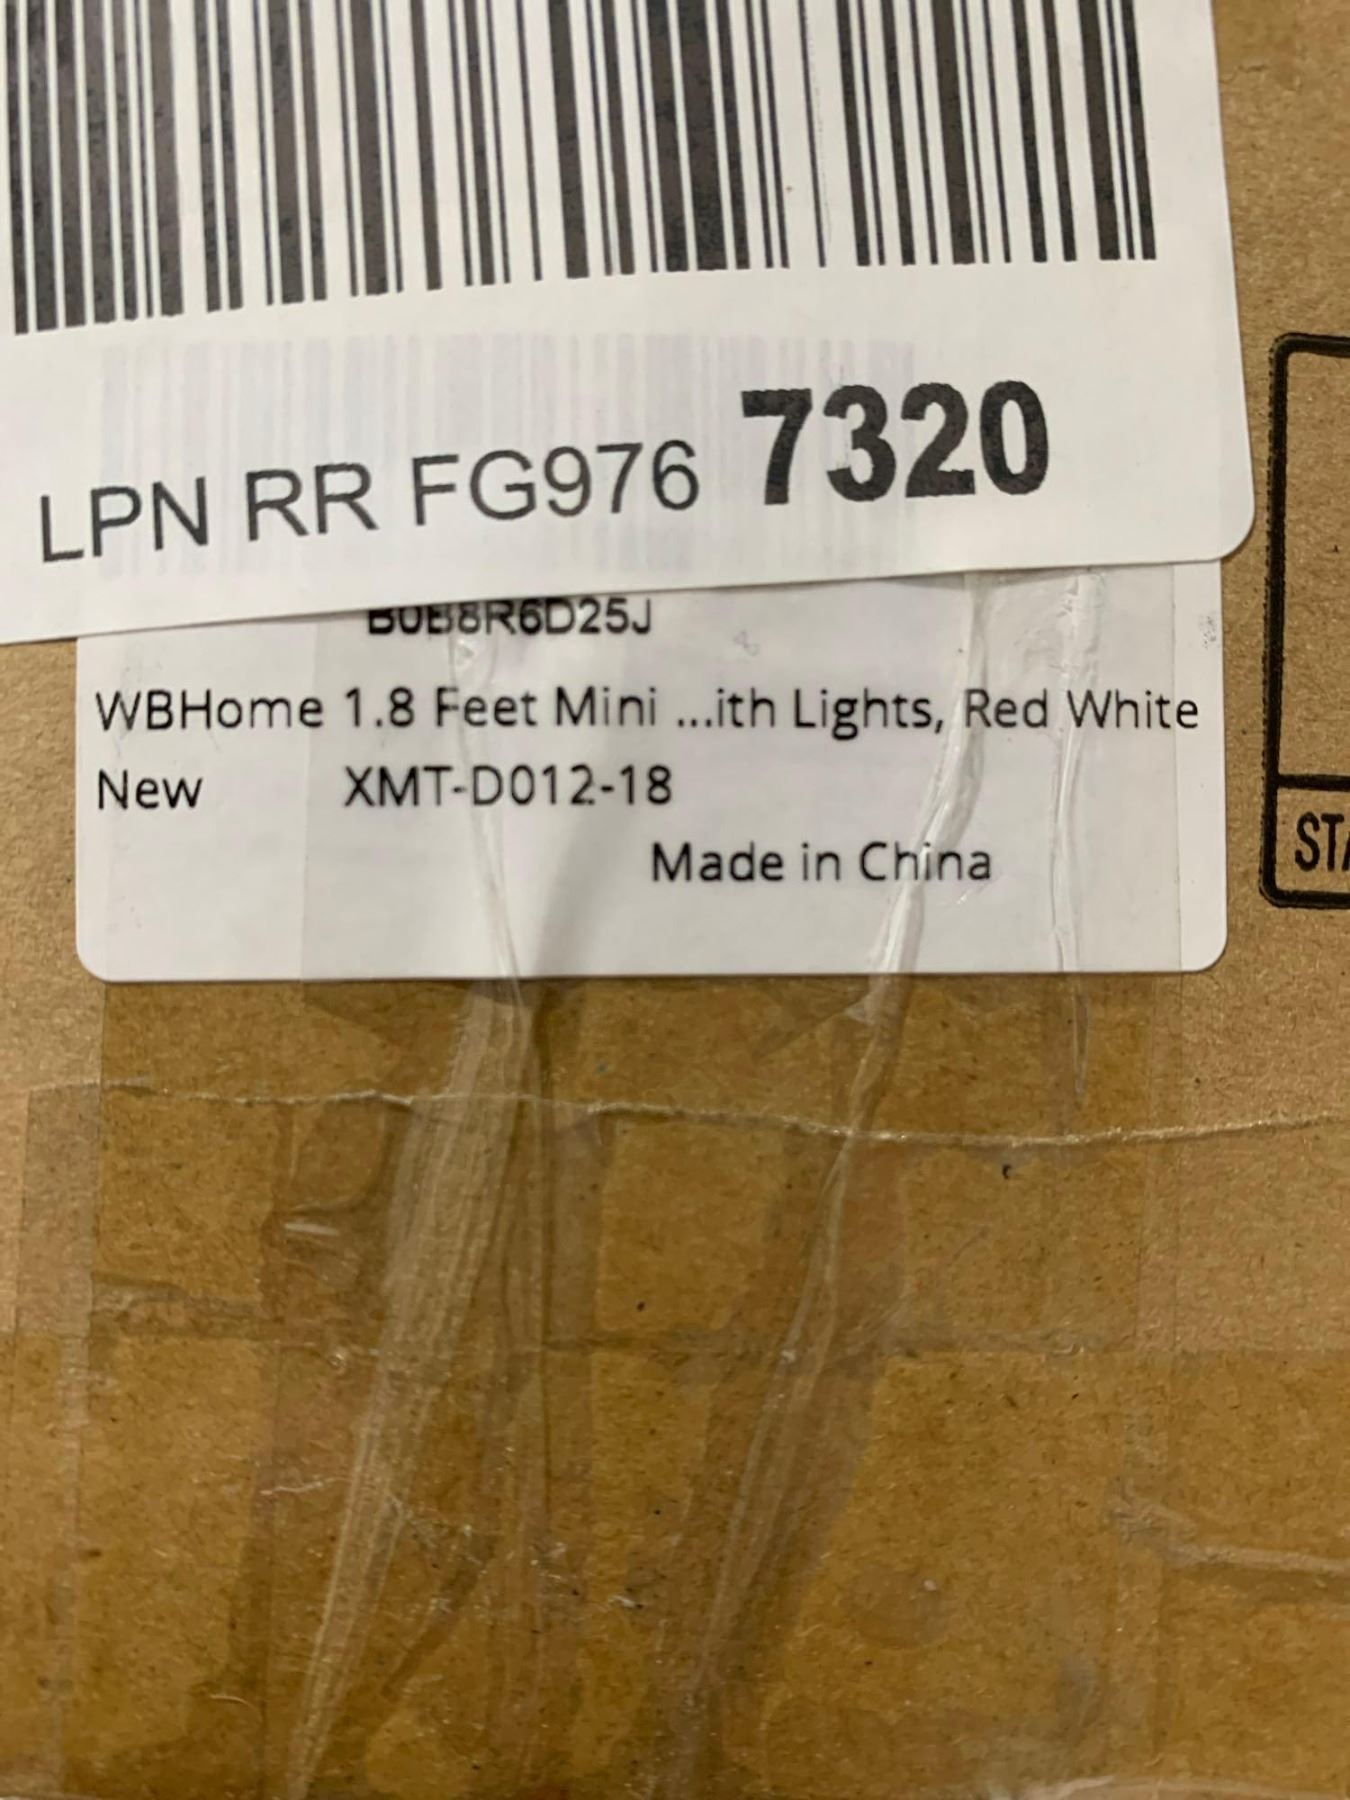 LPN RR FG976 7320
B0B8R6D25J
WBHome 1.8 Feet Mini ...ith Lights, Red White
New XMT-D012-18
Made in China
STA